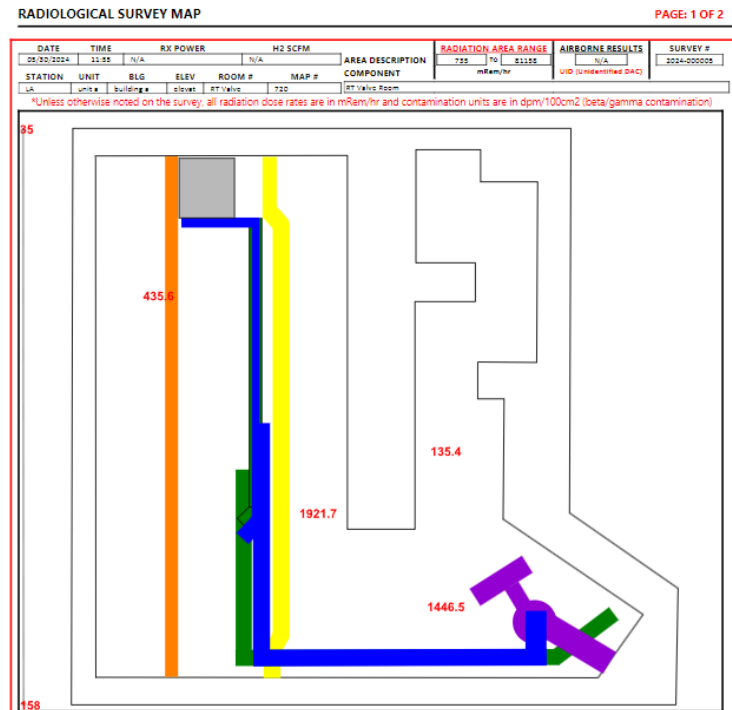 RADIOLOGICAL SURVEY MAP PAGE: 1 OF 2
DATE TIME RX POWER H2 SCFM AREA DESCRIPTION COMPONENT RADIATION AREA RANGE AIRBORNE RESULTS SURVEY #
05/30/2024 11:55 N/A N/A 735 TO 81158 N/A 2024-000005
mRem/hr UID (Unidentified DAC)
STATION UNIT BLG ELEV ROOM # MAP #
LA unit a building a elevat RT Valve 720 RT Valve Room
*Unless otherwise noted on the survey, all radiation dose rates are in mRem/hr and contamination units are in dpm/100cm2 (beta/gamma contamination)
35
435.6
135.4
1921.7
1446.5
158